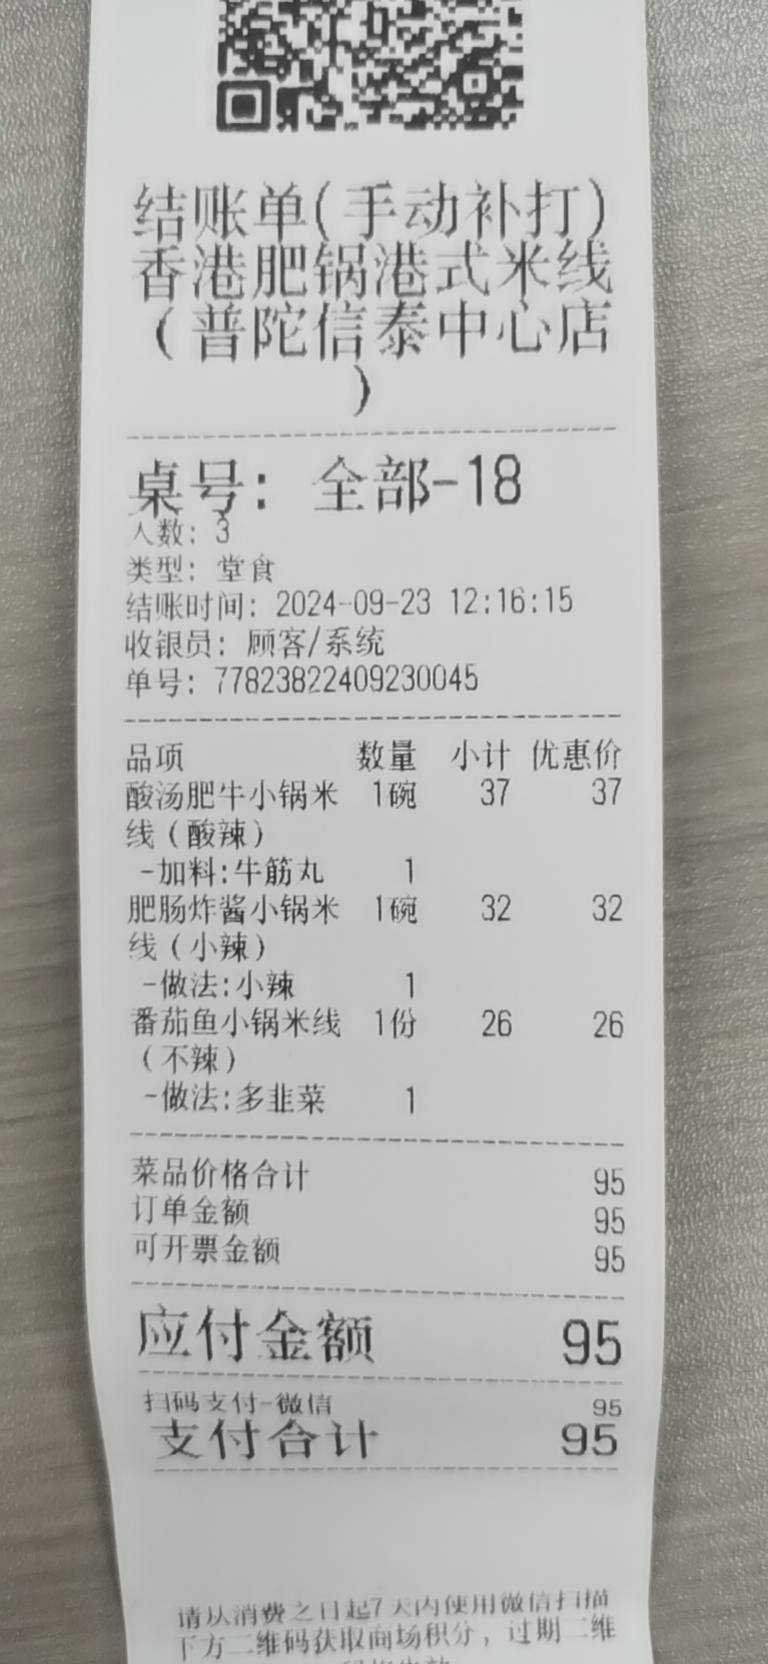 结账单(手动补打)
香港肥锅港式米线
(普陀信泰中心店
)
桌号: 全部-18
人数: 3
类型: 堂食
结账时间: 2024-09-23 12:16:15
收银员: 顾客/系统
单号: 77823822409230045
品项 数量 小计 优惠价
酸汤肥牛小锅米 1碗 37 37
线(酸辣)
-加料:牛筋丸 1
肥肠炸酱小锅米 1碗 32 32
线(小辣)
-做法:小辣 1
番茄鱼小锅米线 1份 26 26
(不辣)
-做法:多韭菜 1
菜品价格合计 95
订单金额 95
可开票金额 95
应付金额 95
扫码支付-微信 95
支付合计 95
请从消费之日起7天内使用微信扫描
下方二维码获取商场积分,过期二维